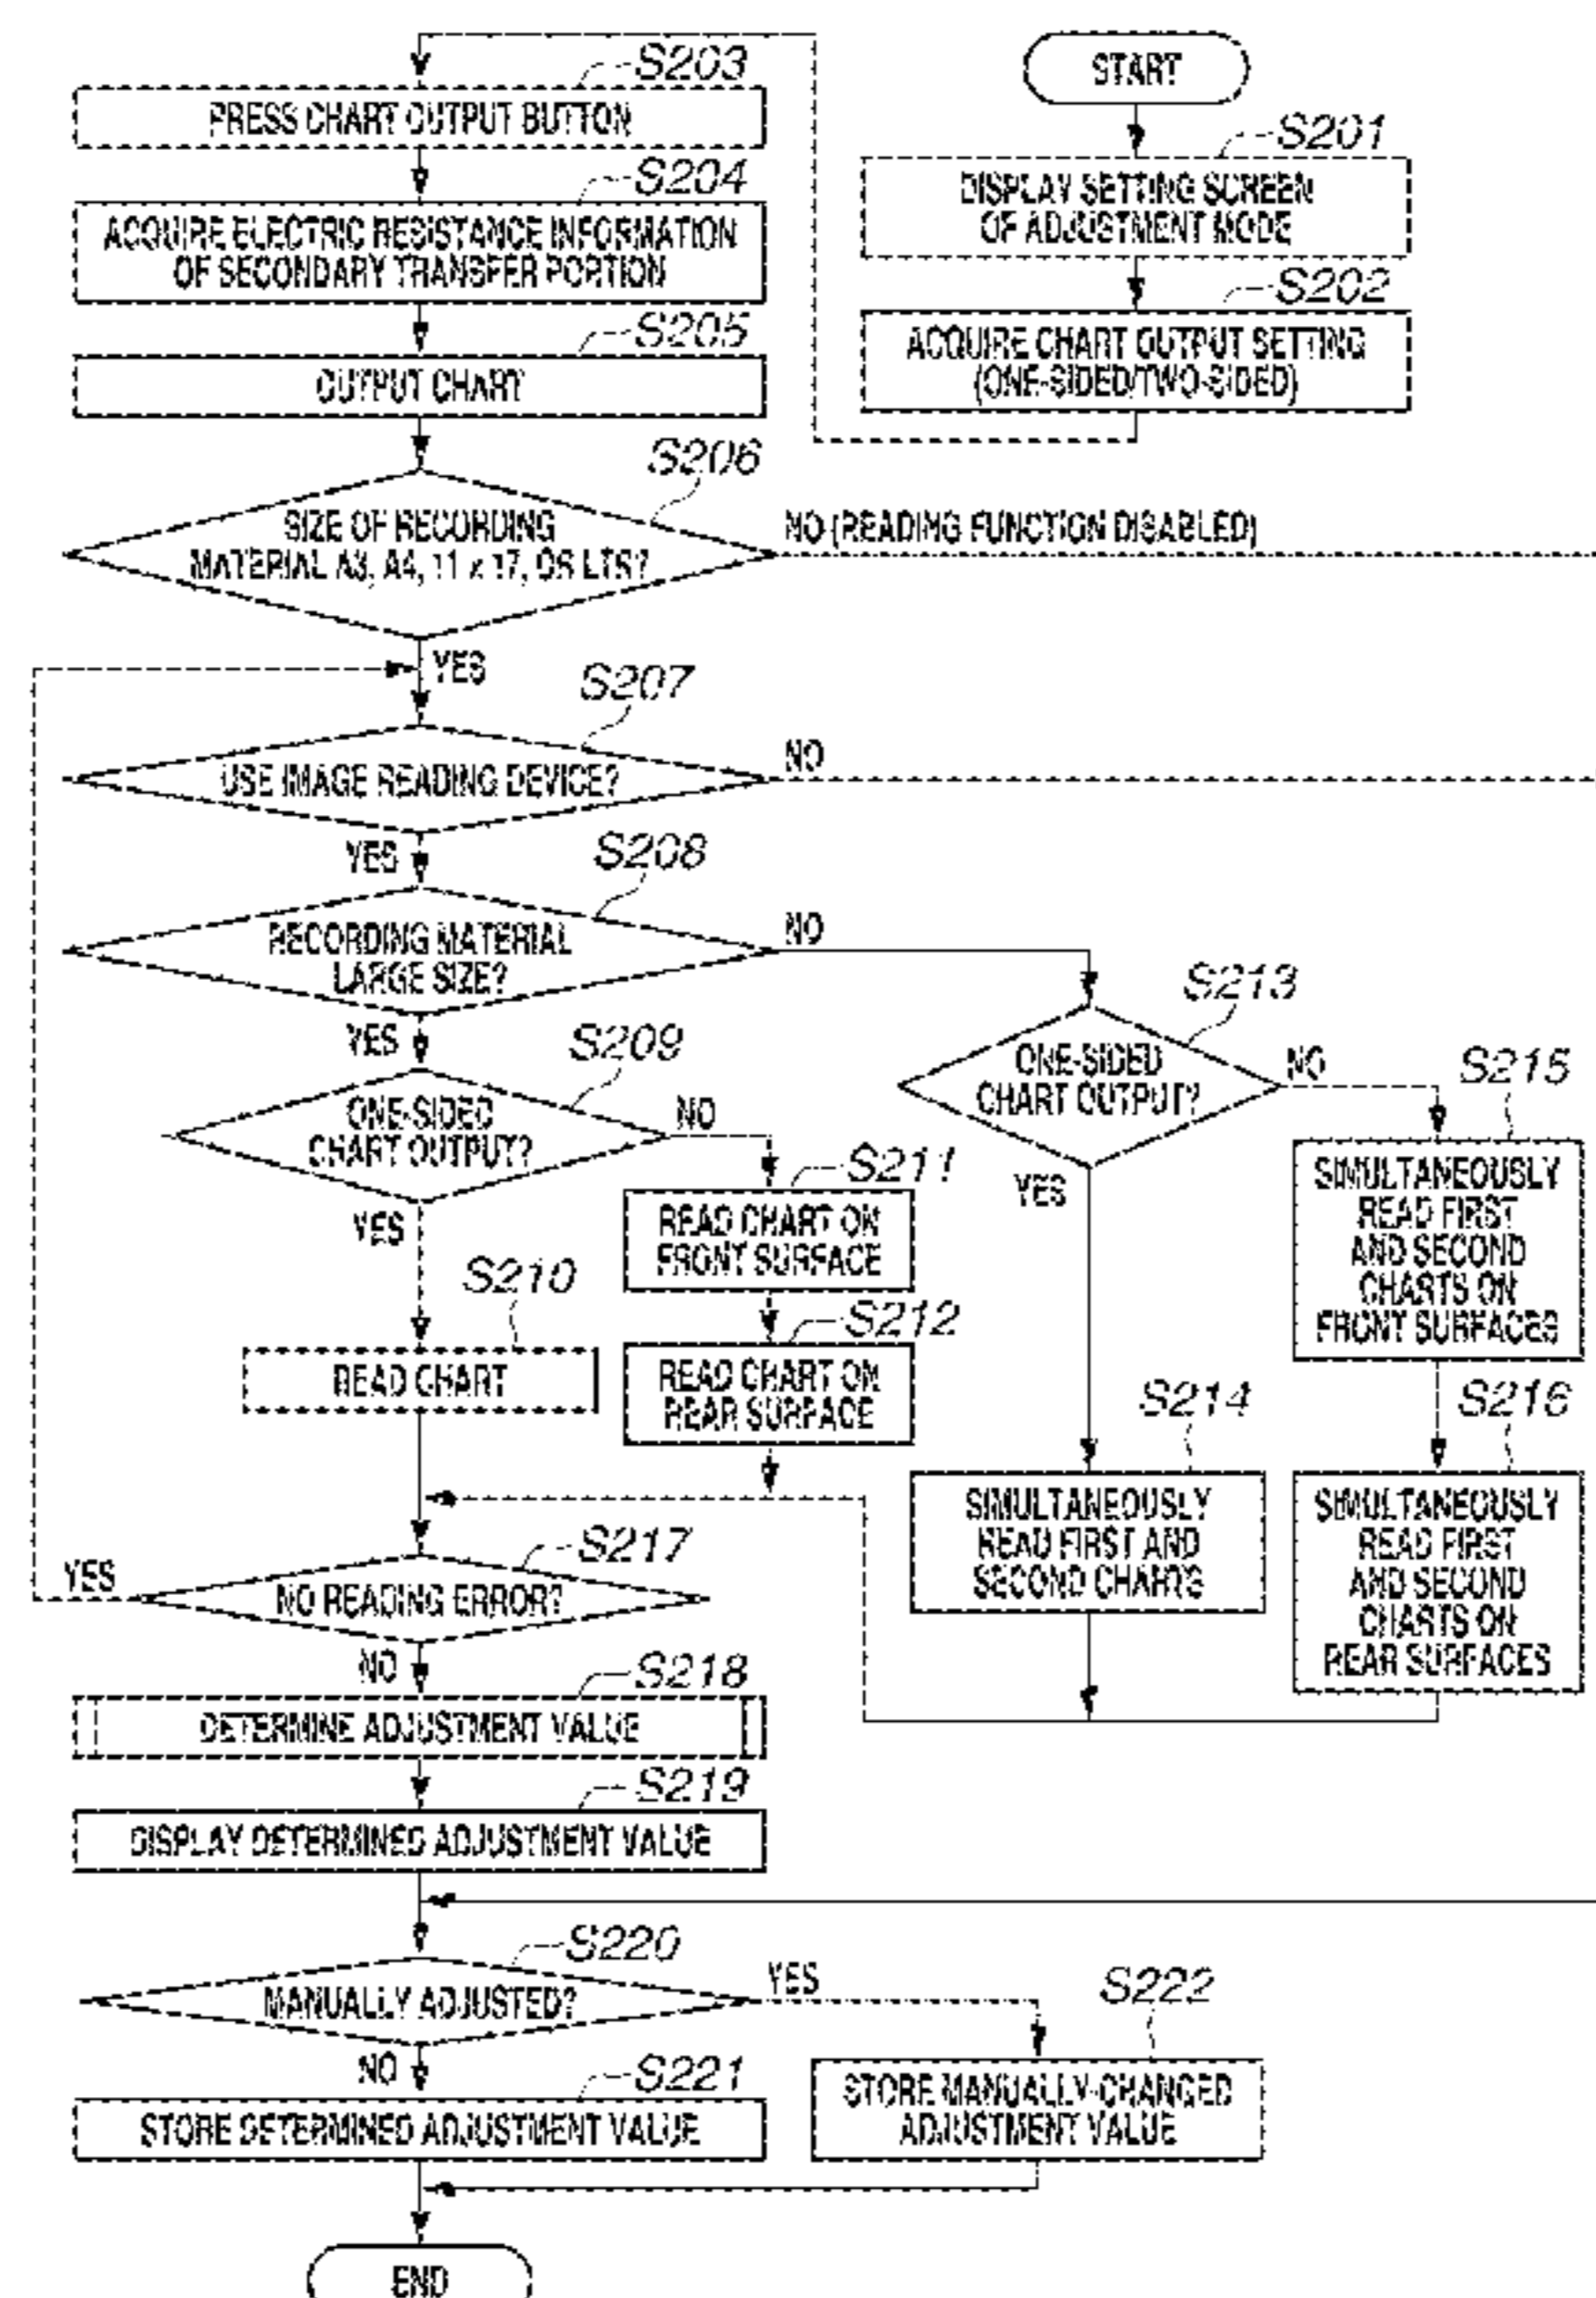 START
S201
DISPLAY SETTING SCREEN
OF ADJUSTMENT MODE
S202
ACQUIRE CHART OUTPUT SETTING
(ONE-SIDED/TWO-SIDED)
S203
PRESS CHART OUTPUT BUTTON
S204
ACQUIRE ELECTRIC RESISTANCE INFORMATION
OF SECONDARY TRANSFER PORTION
S205
OUTPUT CHART
S206
SIZE OF RECORDING
MATERIAL A3, A4, 11 x 17, OR LTR?
NO (READING FUNCTION DISABLED)
YES
S207
USE IMAGE READING DEVICE?
NO
YES
S208
RECORDING MATERIAL
LARGE SIZE?
NO
YES
S209
ONE-SIDED
CHART OUTPUT?
NO
YES
S210
READ CHART
S211
READ CHART ON
FRONT SURFACE
S212
READ CHART ON
REAR SURFACE
S213
ONE-SIDED
CHART OUTPUT?
NO
YES
S214
SIMULTANEOUSLY
READ FIRST AND
SECOND CHARTS
S215
SIMULTANEOUSLY
READ FIRST
AND SECOND
CHARTS ON
FRONT SURFACES
S216
SIMULTANEOUSLY
READ FIRST
AND SECOND
CHARTS ON
REAR SURFACES
S217
NO READING ERROR?
YES
NO
S218
DETERMINE ADJUSTMENT VALUE
S219
DISPLAY DETERMINED ADJUSTMENT VALUE
S220
MANUALLY ADJUSTED?
YES
NO
S221
STORE DETERMINED ADJUSTMENT VALUE
S222
STORE MANUALLY-CHANGED
ADJUSTMENT VALUE
END